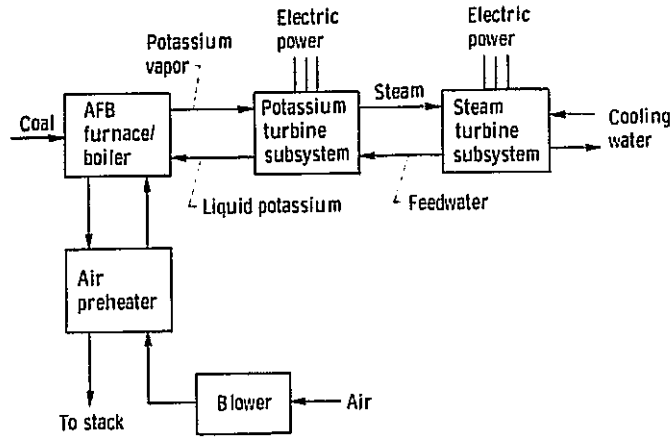 Potassium
vapor
Electric
power
Electric
power
Coal
AFB
furnace/
boiler
Potassium
turbine
subsystem
Steam
Steam
turbine
subsystem
Cooling
water
Liquid potassium
Feedwater
Air
preheater
To stack
Blower
Air